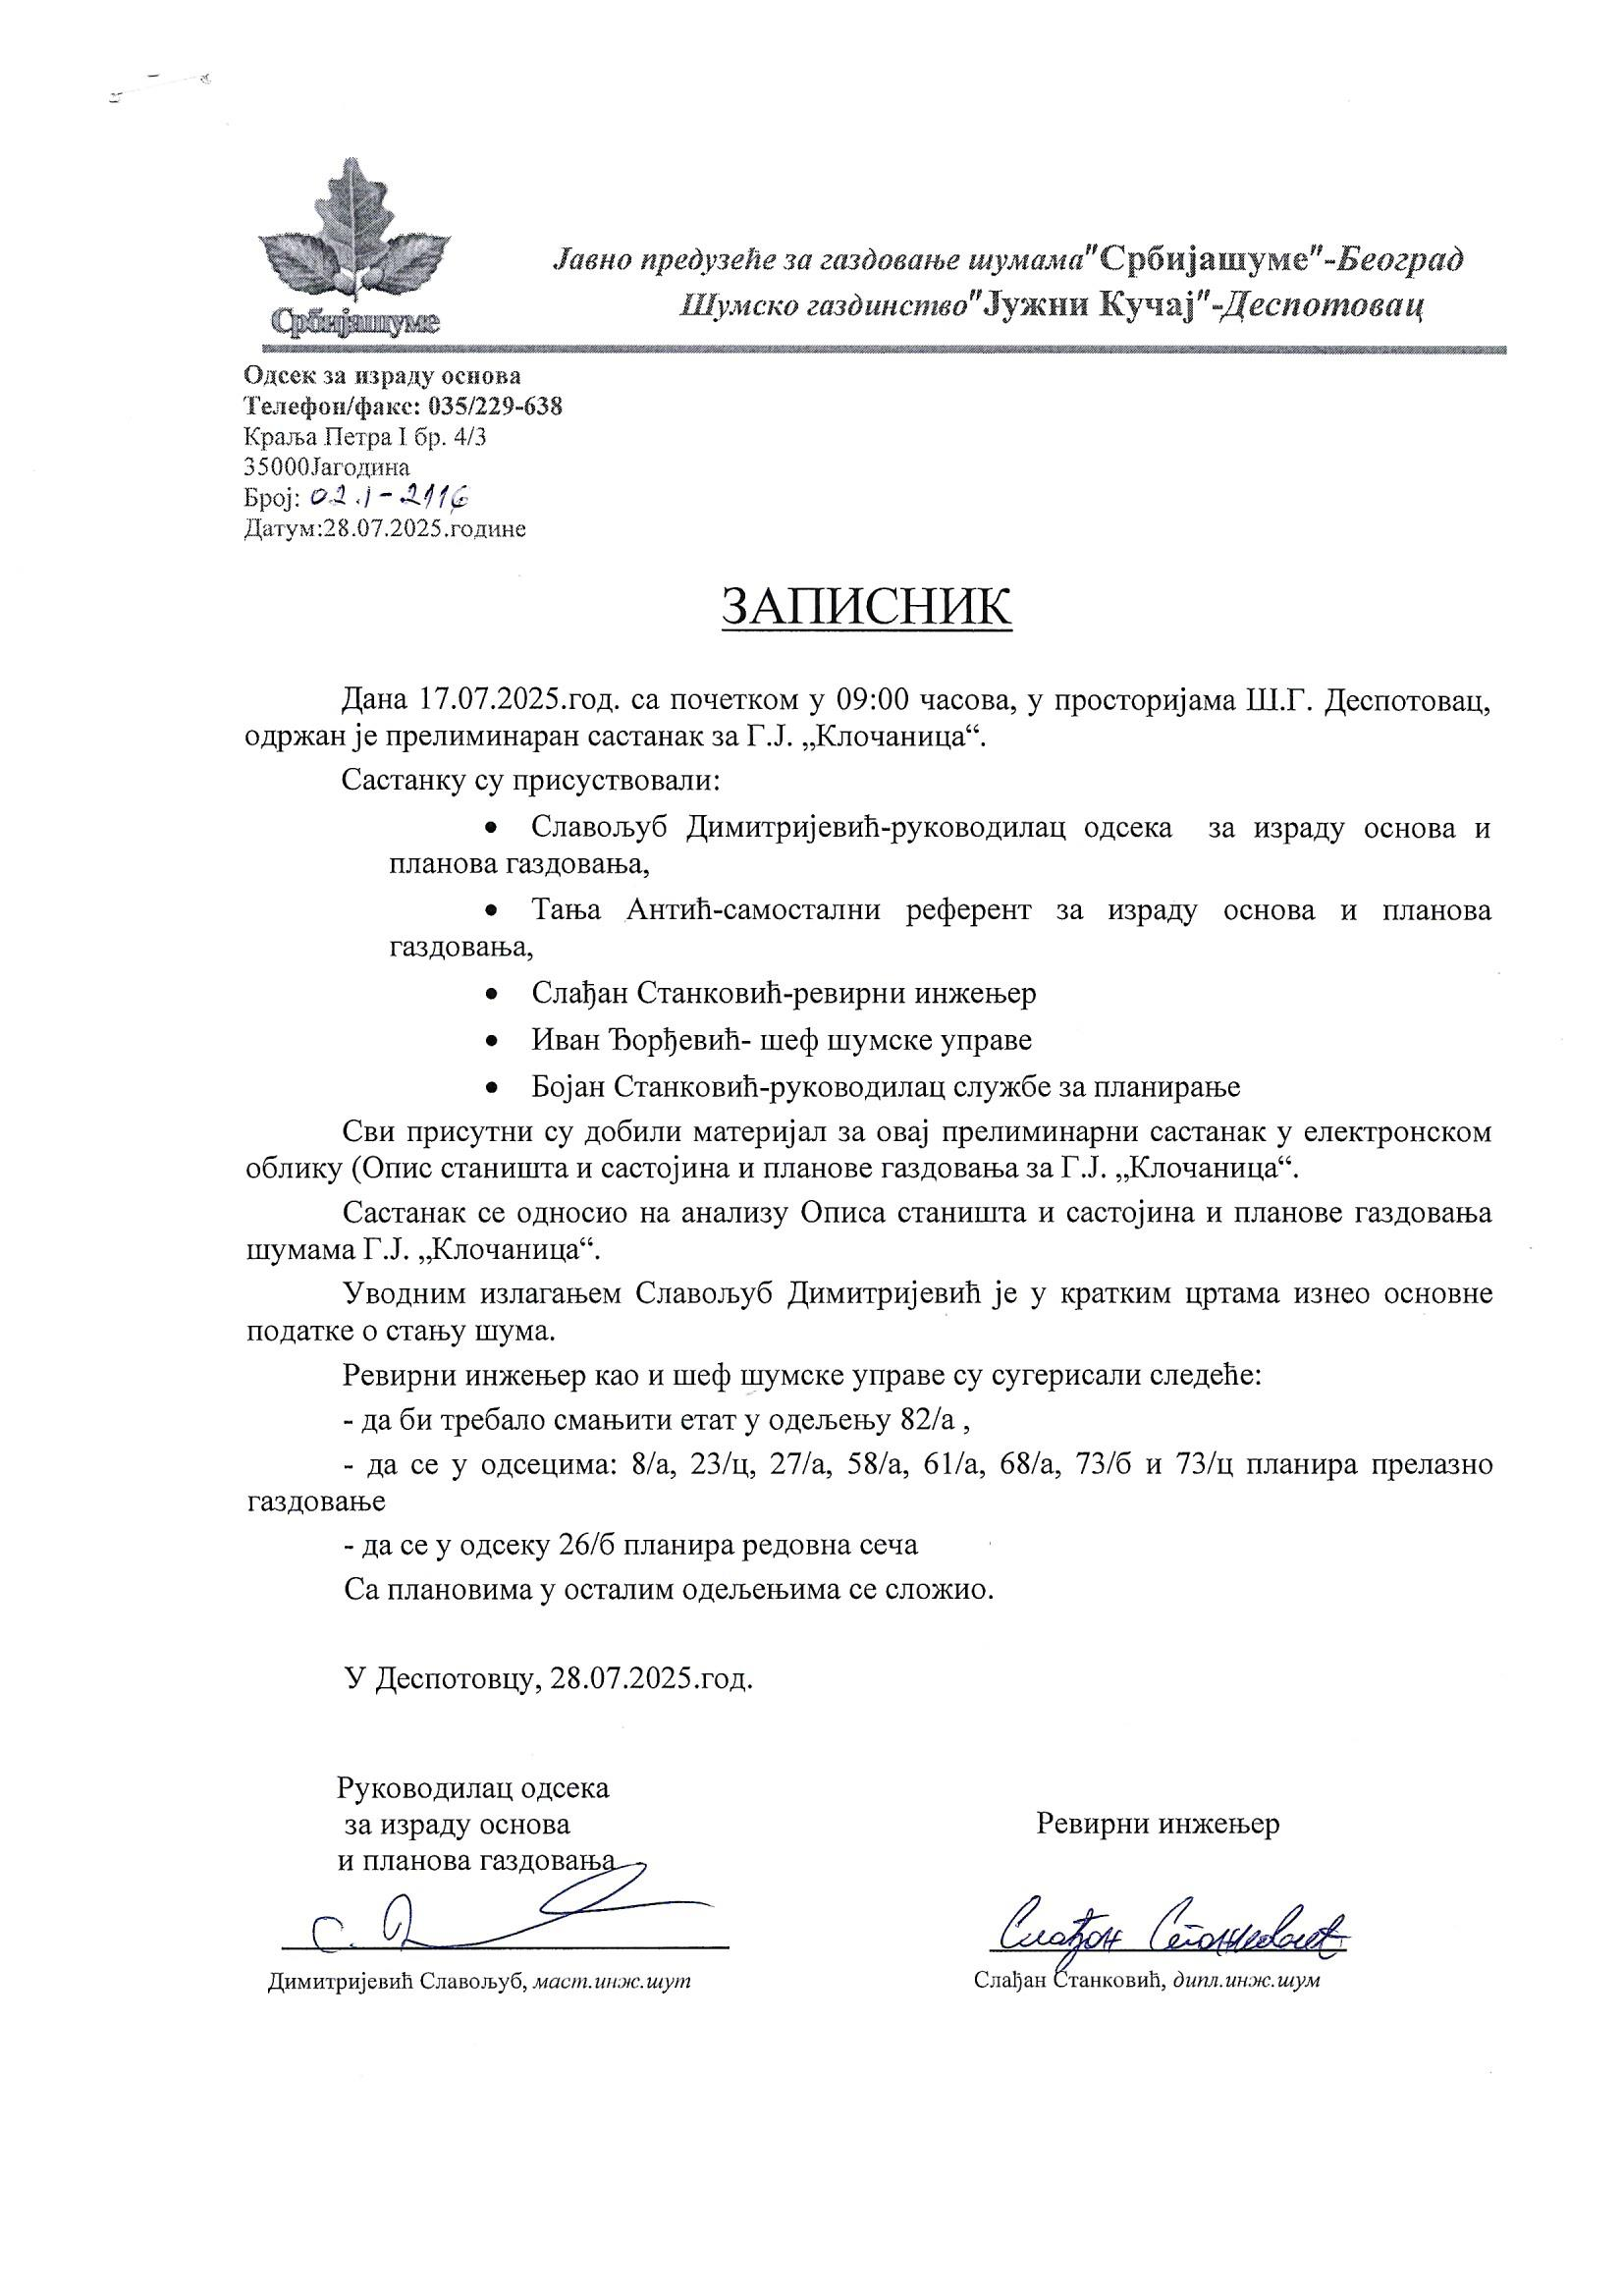 Србијашуме
Јавно предузеће за газдовање шумама"Србијашуме"-Београд
Шумско газдинство"Јужни Кучај"-Деспотовац
Одсек за израду основа
Телефон/факс: 035/229-638
Краља Петра I бр. 4/3
35000Јагодина
Број: 02.1-2116
Датум:28.07.2025.године
ЗАПИСНИК
Дана 17.07.2025.год. са почетком у 09:00 часова, у просторијама Ш.Г. Деспотовац,
одржан је прелиминаран састанак за Г.Ј. „Клочаница“.
Састанку су присуствовали:
• Славољуб Димитријевић-руководилац одсека за израду основа и
планова газдовања,
• Тања Антић-самостални референт за израду основа и планова
газдовања,
• Слађан Станковић-ревирни инжењер
• Иван Ђорђевић- шеф шумске управе
• Бојан Станковић-руководилац службе за планирање
Сви присутни су добили материјал за овај прелиминарни састанак у електронском
облику (Опис станишта и састојина и планове газдовања за Г.Ј. „Клочаница“.
Састанак се односио на анализу Описа станишта и састојина и планове газдовања
шумама Г.Ј. „Клочаница“.
Уводним излагањем Славољуб Димитријевић је у кратким цртама изнео основне
податке о стању шума.
Ревирни инжењер као и шеф шумске управе су сугерисали следеће:
- да би требало смањити етат у одељењу 82/а ,
- да се у одсецима: 8/а, 23/ц, 27/а, 58/а, 61/а, 68/а, 73/б и 73/ц планира прелазно
газдовање
- да се у одсеку 26/б планира редовна сеча
Са плановима у осталим одељењима се сложио.
У Деспотовцу, 28.07.2025.год.
Руководилац одсека
за израду основа
и планова газдовања
Ревирни инжењер
Слађан Станковић
Димитријевић Славољуб, маст.инж.шут
Слађан Станковић, дипл.инж.шум